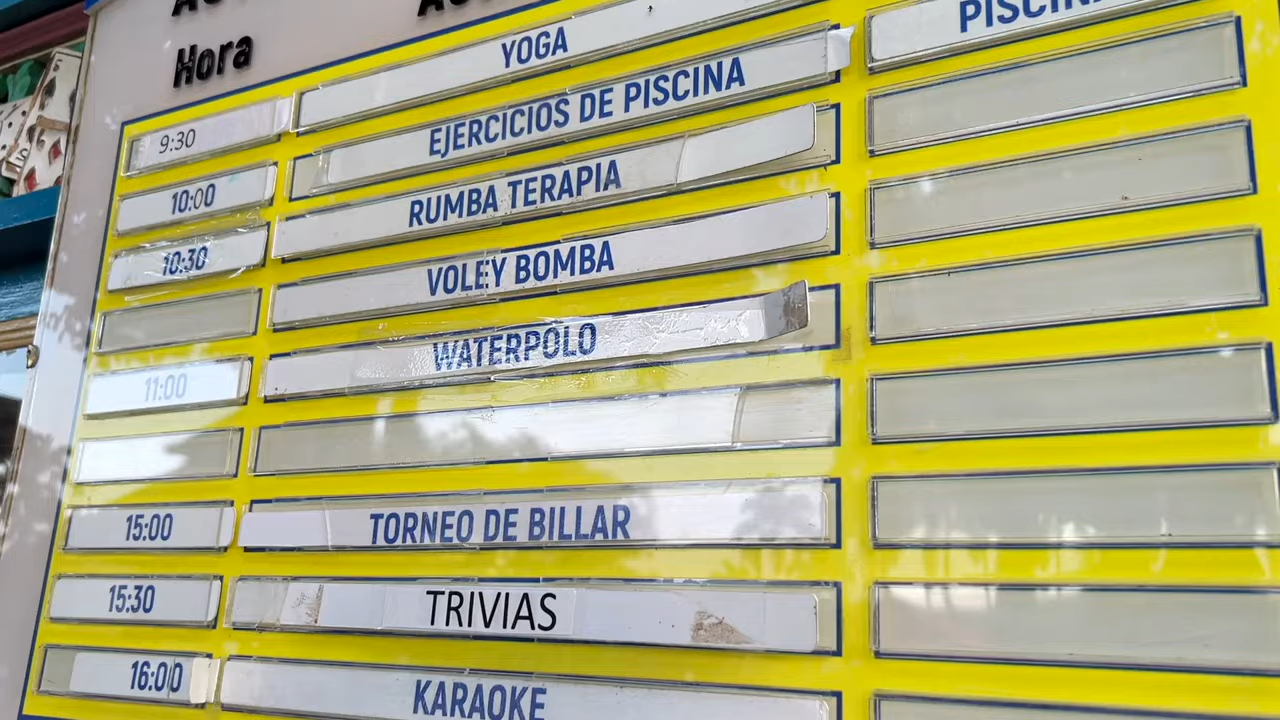 Hora
YOGA
PISCINA
9:30 EJERCICIOS DE PISCINA
10:00 RUMBA TERAPIA
10:30 VOLEY BOMBA
WATERPOLO
11:00
15:00 TORNEO DE BILLAR
15:30 TRIVIAS
16:00 KARAOKE